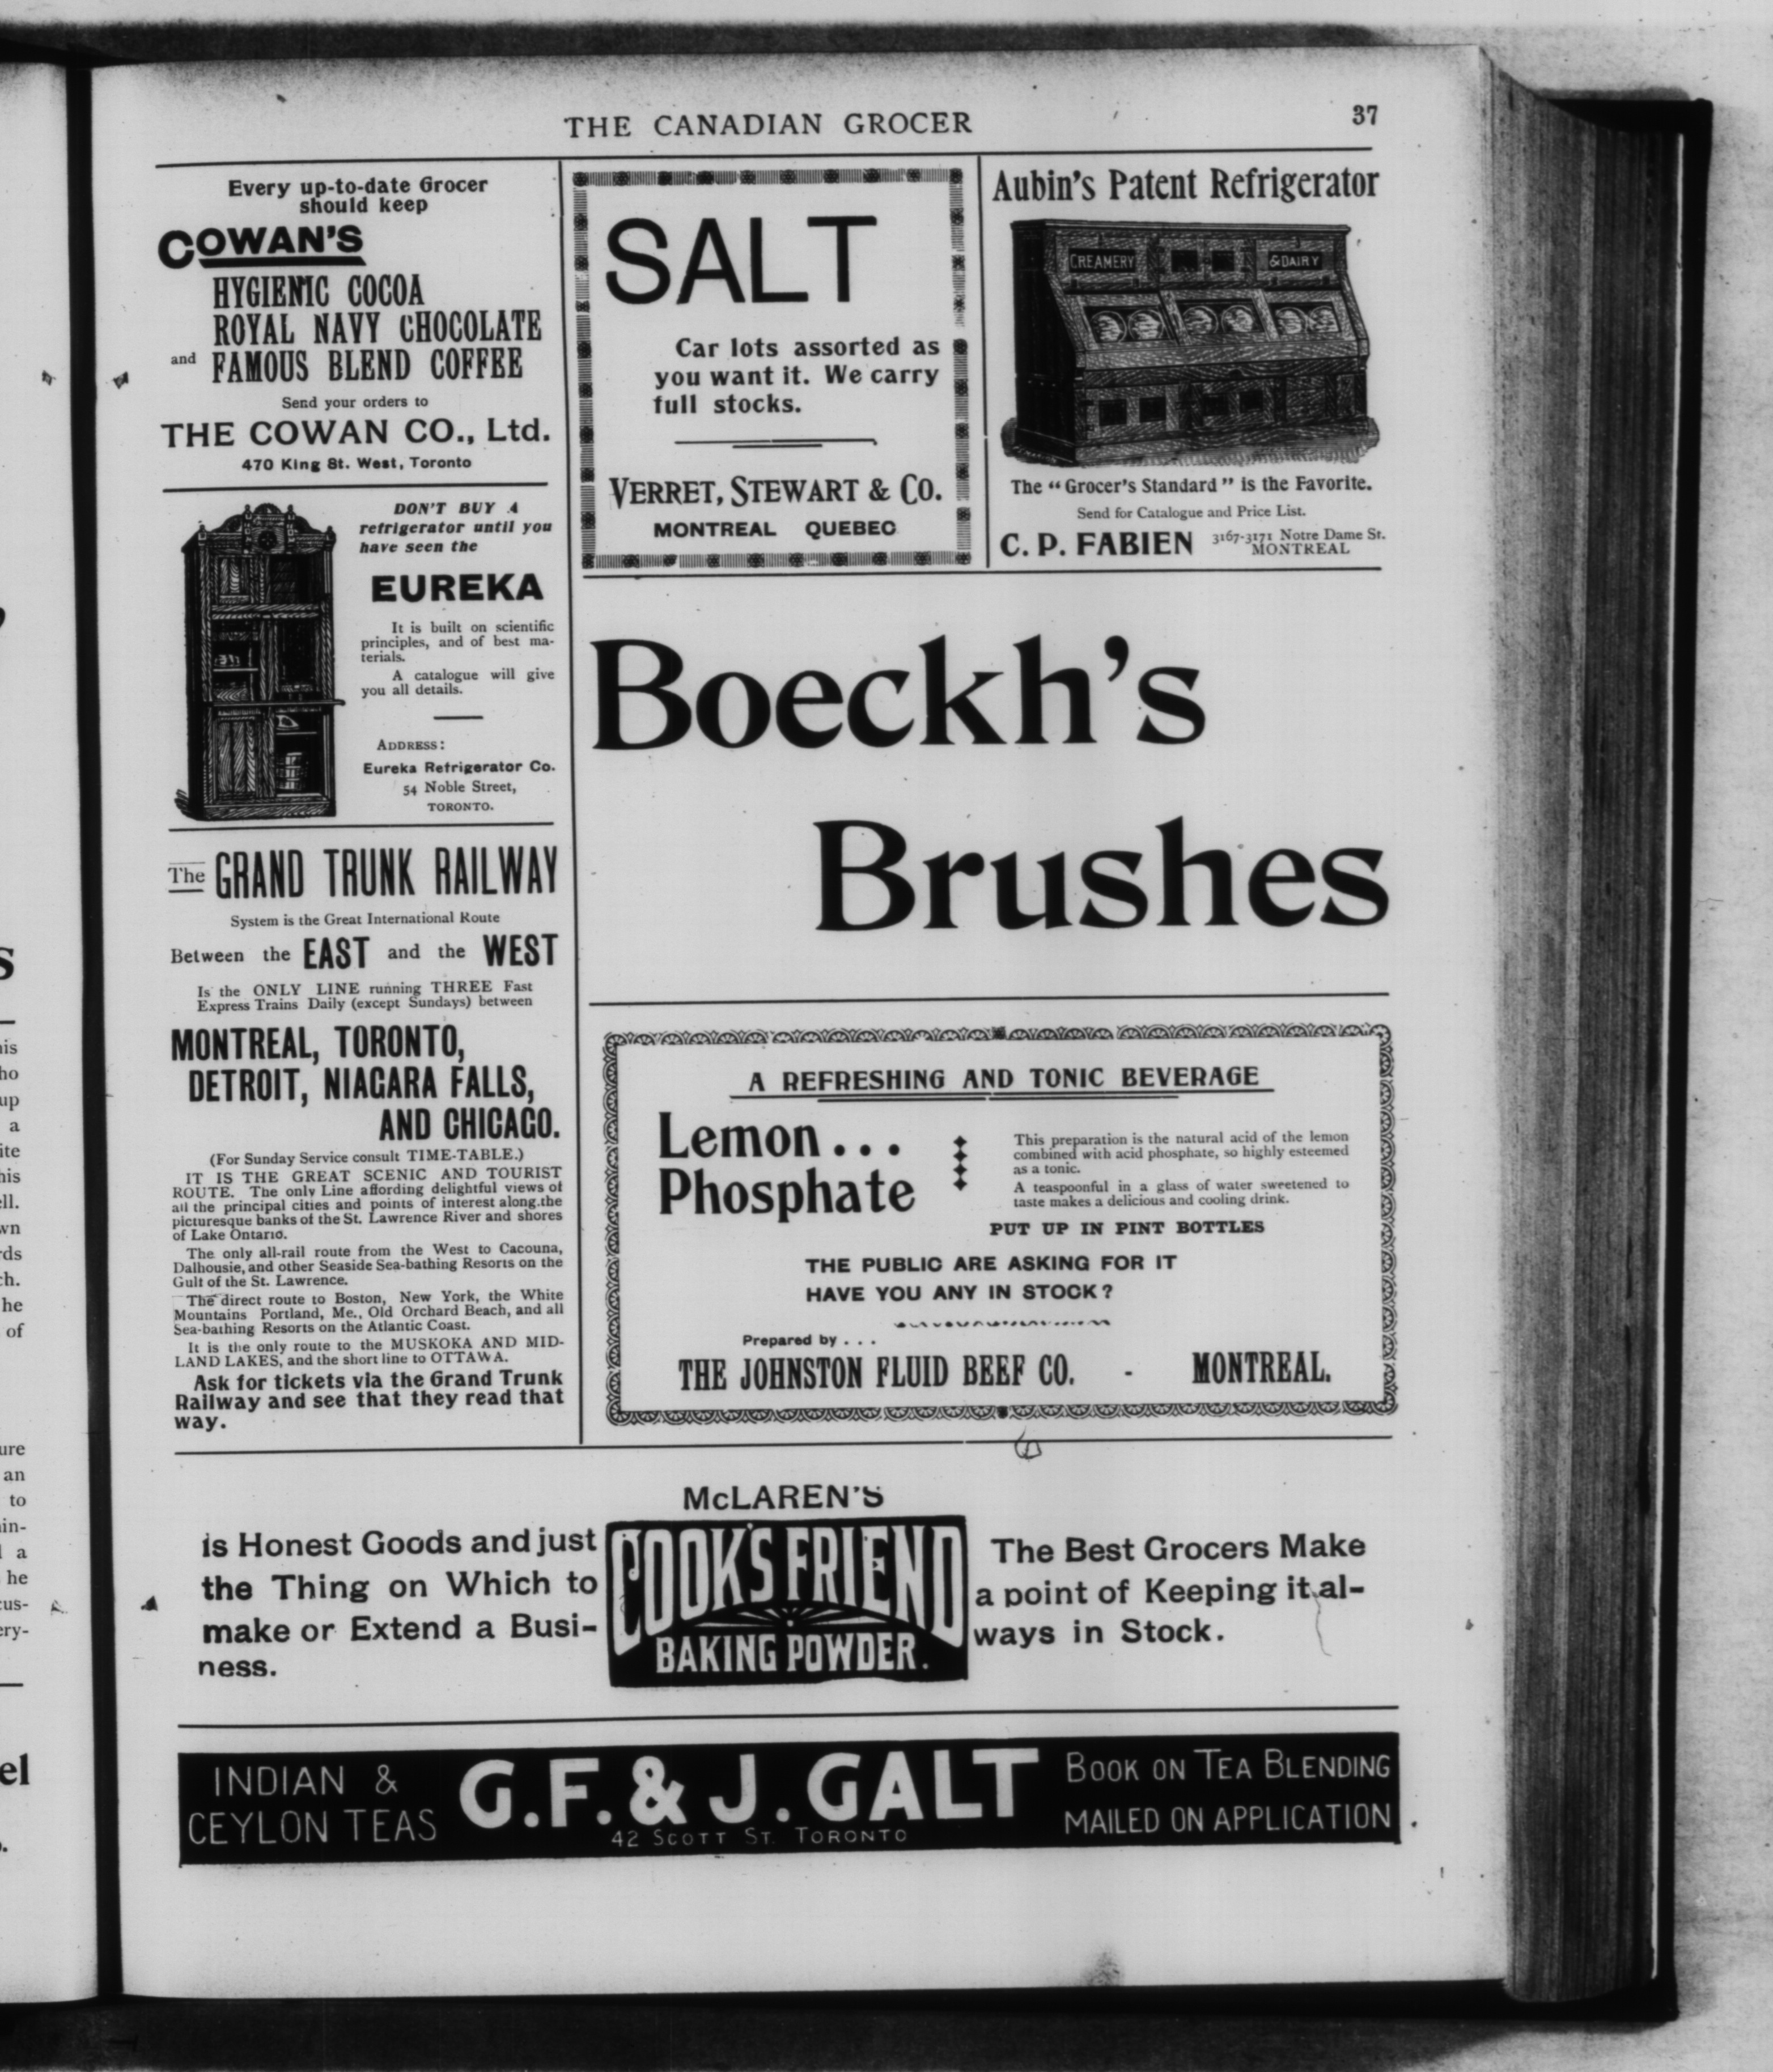 THE CANADIAN GROCER
37
Every up-to-date Grocer
should keep
COWAN'S
HYGIENIC COCOA
ROYAL NAVY CHOCOLATE
and FAMOUS BLEND COFFEE
Send your orders to
THE COWAN CO., Ltd.
470 King St. West, Toronto
DON'T BUY A
refrigerator until you
have seen the
EUREKA
It is built on scientific
principles, and of best ma-
terials.
A catalogue will give
you all details.
ADDRESS:
Eureka Refrigerator Co.
54 Noble Street,
TORONTO.
The GRAND TRUNK RAILWAY
System is the Great International Route
Between the EAST and the WEST
Is the ONLY LINE running THREE Fast
Express Trains Daily (except Sundays) between
MONTREAL, TORONTO,
DETROIT, NIAGARA FALLS,
AND CHICAGO.
(For Sunday Service consult TIME-TABLE.)
IT IS THE GREAT SCENIC AND TOURIST
ROUTE. The only Line affording delightful views of
all the principal cities and points of interest along the
picturesque banks of the St. Lawrence River and shores
of Lake Ontario.
The only all-rail route from the West to Cacouna,
Dalhousie, and other Seaside Sea-bathing Resorts on the
Gulf of the St. Lawrence.
The direct route to Boston, New York, the White
Mountains Portland, Me., Old Orchard Beach, and all
Sea-bathing Resorts on the Atlantic Coast.
It is the only route to the MUSKOKA AND MID-
LAND LAKES, and the short line to OTTAWA.
Ask for tickets via the Grand Trunk
Railway and see that they read that
way.
SALT
Car lots assorted as
you want it. We carry
full stocks.
VERRET, STEWART & CO.
MONTREAL QUEBEC
Aubin's Patent Refrigerator
CREAMERY & DAIRY
The "Grocer's Standard" is the Favorite.
Send for Catalogue and Price List.
C. P. FABIEN 3167-3171 Notre Dame St.
MONTREAL
Boeckh's
Brushes
A REFRESHING AND TONIC BEVERAGE
Lemon...
Phosphate
This preparation is the natural acid of the lemon
combined with acid phosphate, so highly esteemed
as a tonic.
A teaspoonful in a glass of water sweetened to
taste makes a delicious and cooling drink.
PUT UP IN PINT BOTTLES
THE PUBLIC ARE ASKING FOR IT
HAVE YOU ANY IN STOCK?
Prepared by...
THE JOHNSTON FLUID BEEF CO. - MONTREAL.
McLAREN'S
COOK'S FRIEND
BAKING POWDER.
is Honest Goods and just
the Thing on Which to
make or Extend a Busi-
ness.
The Best Grocers Make
a point of Keeping it al-
ways in Stock.
INDIAN &
CEYLON TEAS
G.F. & J. GALT
42 SCOTT ST. TORONTO
BOOK ON TEA BLENDING
MAILED ON APPLICATION